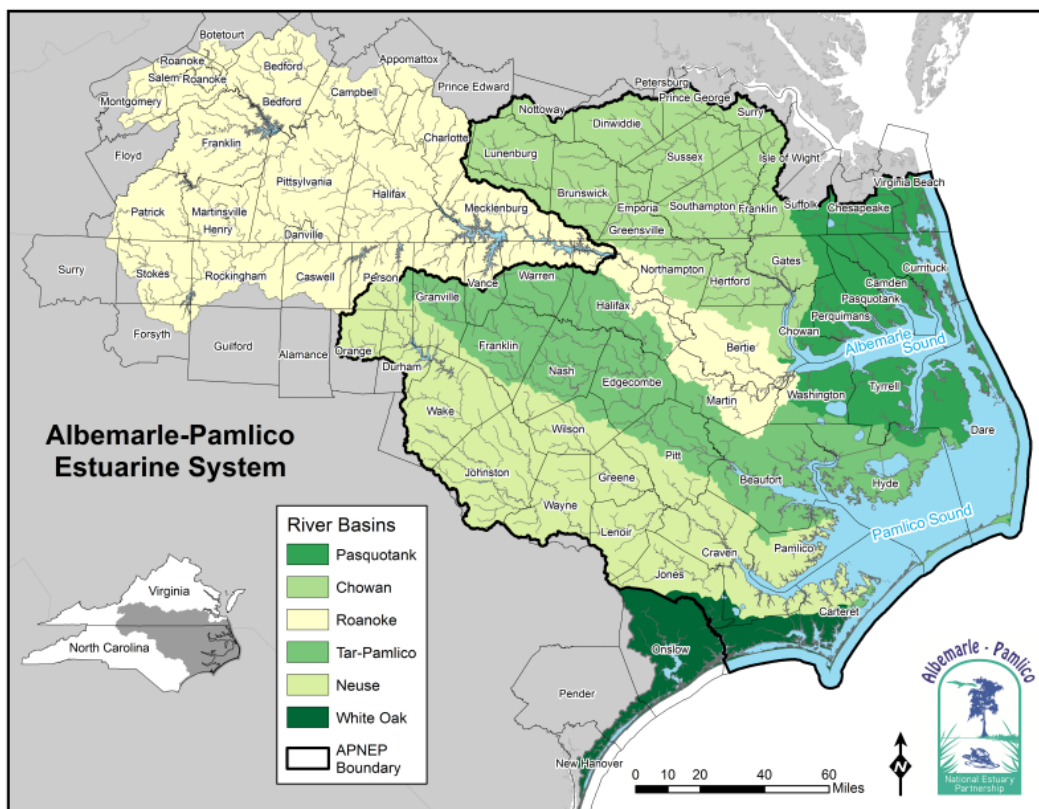 Botetourt
Roanoke
Salem
Roanoke
Bedford
Bedford
Appomattox
Campbell
Prince Edward
Montgomery
Floyd
Franklin
Charlotte
Pittsylvania
Halifax
Patrick
Martinsville
Henry
Danville
Mecklenburg
Petersburg
Prince George
Nottoway
Dinwiddie
Surry
Lunenburg
Sussex
Isle of Wight
Brunswick
Emporia
Southampton
Franklin
Greensville
Suffolk
Chesapeake
Virginia Beach
Surry
Stokes
Rockingham
Caswell
Person
Vance
Warren
Granville
Northampton
Halifax
Hertford
Gates
Currituck
Camden
Pasquotank
Perquimans
Chowan
Albemarle
Sound
Forsyth
Guilford
Alamance
Orange
Durham
Franklin
Nash
Edgecombe
Bertie
Martin
Washington
Tyrrell
Dare
Wake
Wilson
Pitt
Beaufort
Hyde
Johnston
Greene
Wayne
Lenoir
Craven
Pamlico
Pamlico Sound
Jones
Carteret
Onslow
Pender
New Hanover
Albemarle-Pamlico
Estuarine System
River Basins
Pasquotank
Chowan
Roanoke
Tar-Pamlico
Neuse
White Oak
APNEP
Boundary
Virginia
North Carolina
0 10 20 40 60
Miles
N
Albemarle - Pamlico
National Estuary
Partnership